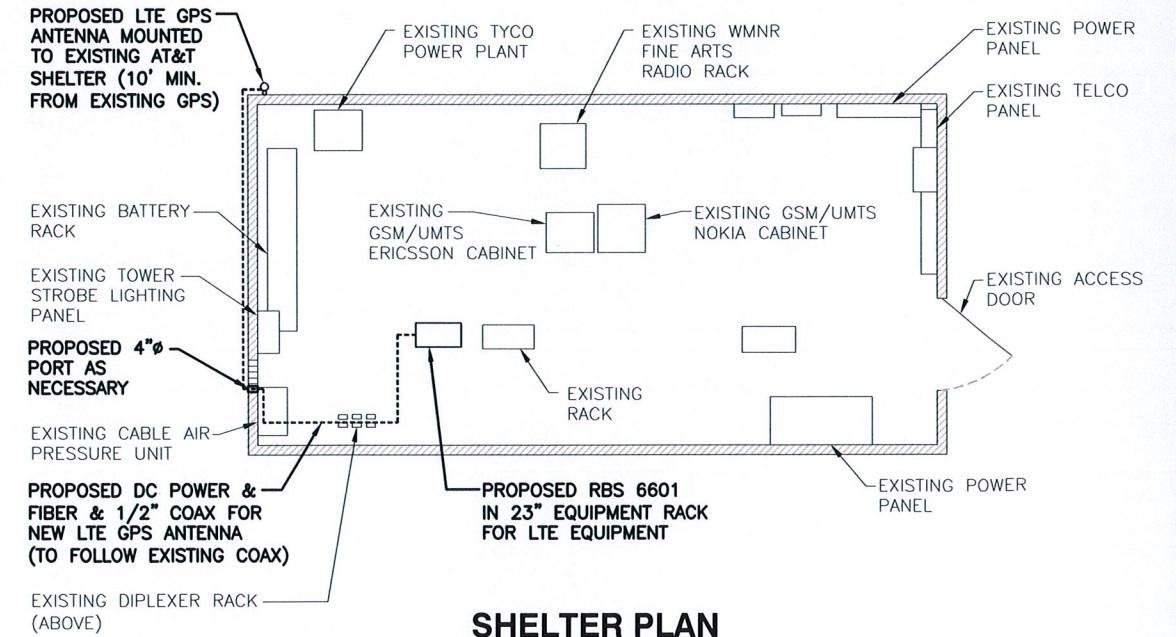 PROPOSED LTE GPS
ANTENNA MOUNTED
TO EXISTING AT&T
SHELTER (10' MIN.
FROM EXISTING GPS)
EXISTING TYCO
POWER PLANT
EXISTING WMNR
FINE ARTS
RADIO RACK
EXISTING POWER
PANEL
EXISTING TELCO
PANEL
EXISTING BATTERY
RACK
EXISTING
GSM/UMTS
ERICSSON CABINET
EXISTING GSM/UMTS
NOKIA CABINET
EXISTING TOWER
STROBE LIGHTING
PANEL
EXISTING ACCESS
DOOR
PROPOSED 4"ø
PORT AS
NECESSARY
EXISTING
RACK
EXISTING CABLE AIR
PRESSURE UNIT
PROPOSED DC POWER &
FIBER & 1/2" COAX FOR
NEW LTE GPS ANTENNA
(TO FOLLOW EXISTING COAX)
PROPOSED RBS 6601
IN 23" EQUIPMENT RACK
FOR LTE EQUIPMENT
EXISTING POWER
PANEL
EXISTING DIPLEXER RACK
(ABOVE)
SHELTER PLAN